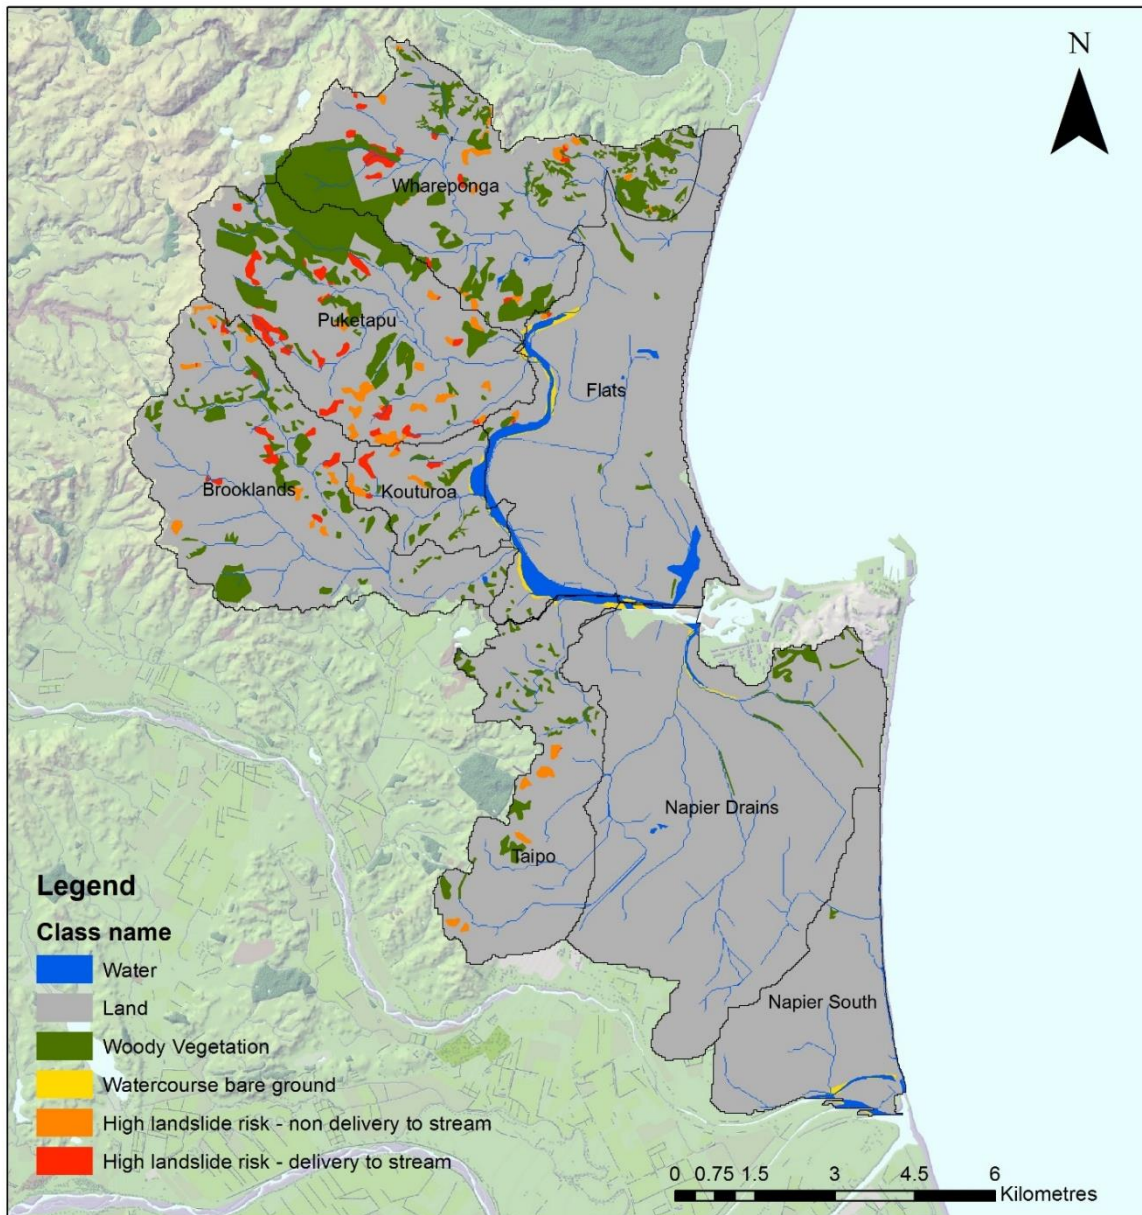 N
Whareponga
Puketapu
Flats
Brooklands
Kouturoa
Napier Drains
Taipo
Napier South
Legend
Class name
Water
Land
Woody Vegetation
Watercourse bare ground
High landslide risk - non delivery to stream
High landslide risk - delivery to stream
0 0.75 1.5 3 4.5 6
Kilometres